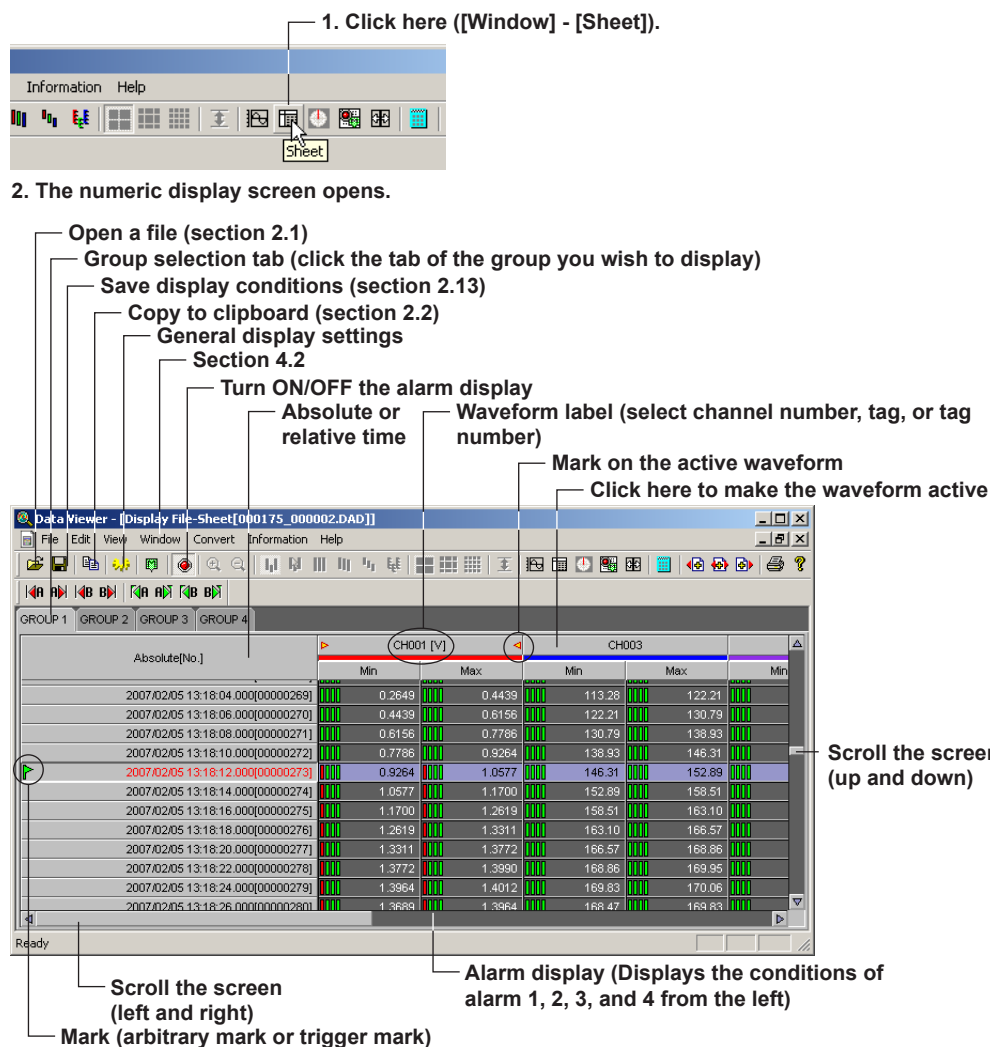 1. Click here ([Window] - [Sheet]).
Information Help
Sheet
2. The numeric display screen opens.
Open a file (section 2.1)
Group selection tab (click the tab of the group you wish to display)
Save display conditions (section 2.13)
Copy to clipboard (section 2.2)
General display settings
Section 4.2
Turn ON/OFF the alarm display
Absolute or
relative time
Waveform label (select channel number, tag, or tag
number)
Mark on the active waveform
Click here to make the waveform active
Data Viewer - [Display File-Sheet[000175_000002.DAD]]
File Edit View Window Convert Information Help
A A B B A A B B
GROUP 1 GROUP 2 GROUP 3 GROUP 4
Absolute[No.] CH001 [V] CH003
Min Max Min Max Min
2007/02/05 13:18:04.000[00000269] 0.2649 0.4439 113.28 122.21
2007/02/05 13:18:06.000[00000270] 0.4439 0.6156 122.21 130.79
2007/02/05 13:18:08.000[00000271] 0.6156 0.7786 130.79 138.93
2007/02/05 13:18:10.000[00000272] 0.7786 0.9264 138.93 146.31
2007/02/05 13:18:12.000[00000273] 0.9264 1.0577 146.31 152.89
2007/02/05 13:18:14.000[00000274] 1.0577 1.1700 152.89 158.51
2007/02/05 13:18:16.000[00000275] 1.1700 1.2619 158.51 163.10
2007/02/05 13:18:18.000[00000276] 1.2619 1.3311 163.10 166.57
2007/02/05 13:18:20.000[00000277] 1.3311 1.3772 166.57 168.86
2007/02/05 13:18:22.000[00000278] 1.3772 1.3990 168.86 169.95
2007/02/05 13:18:24.000[00000279] 1.3964 1.4012 169.83 170.06
2007/02/05 13:18:26.000[00000280] 1.3689 1.3964 168.47 169.83
Scroll the screen
(up and down)
Ready
Alarm display (Displays the conditions of
alarm 1, 2, 3, and 4 from the left)
Scroll the screen
(left and right)
Mark (arbitrary mark or trigger mark)